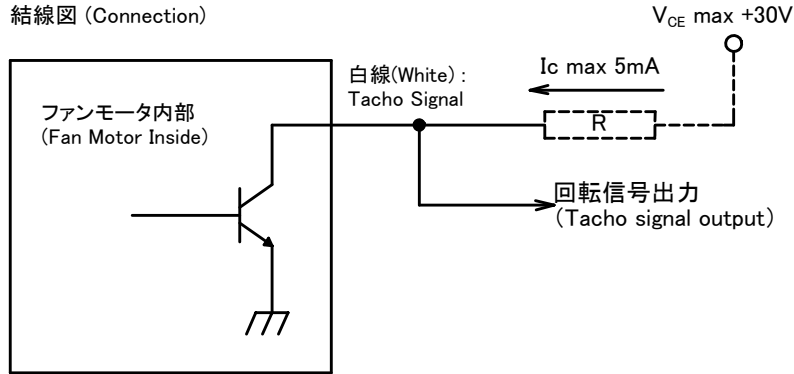 結線図 (Connection)
V_CE max +30V
白線(White) :
Tacho Signal
Ic max 5mA
ファンモータ内部
(Fan Motor Inside)
R
回転信号出力
(Tacho signal output)